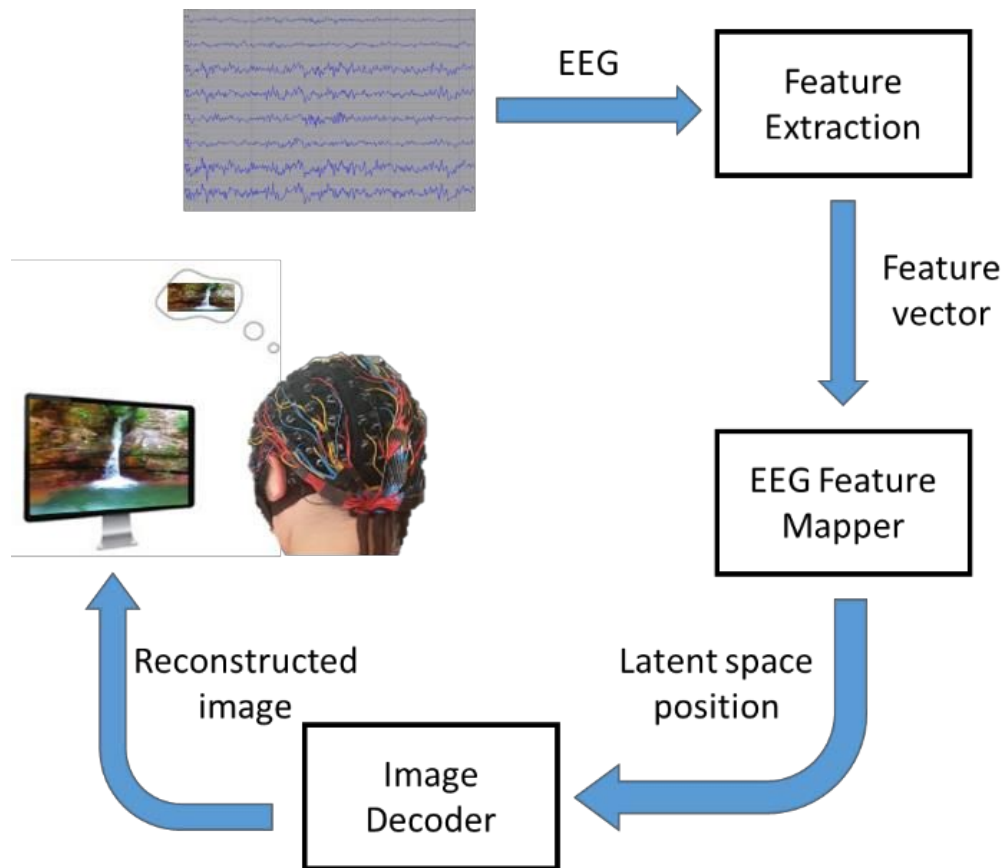 EEG
Feature
Extraction
Feature
vector
EEG Feature
Mapper
Latent space
position
Image
Decoder
Reconstructed
image